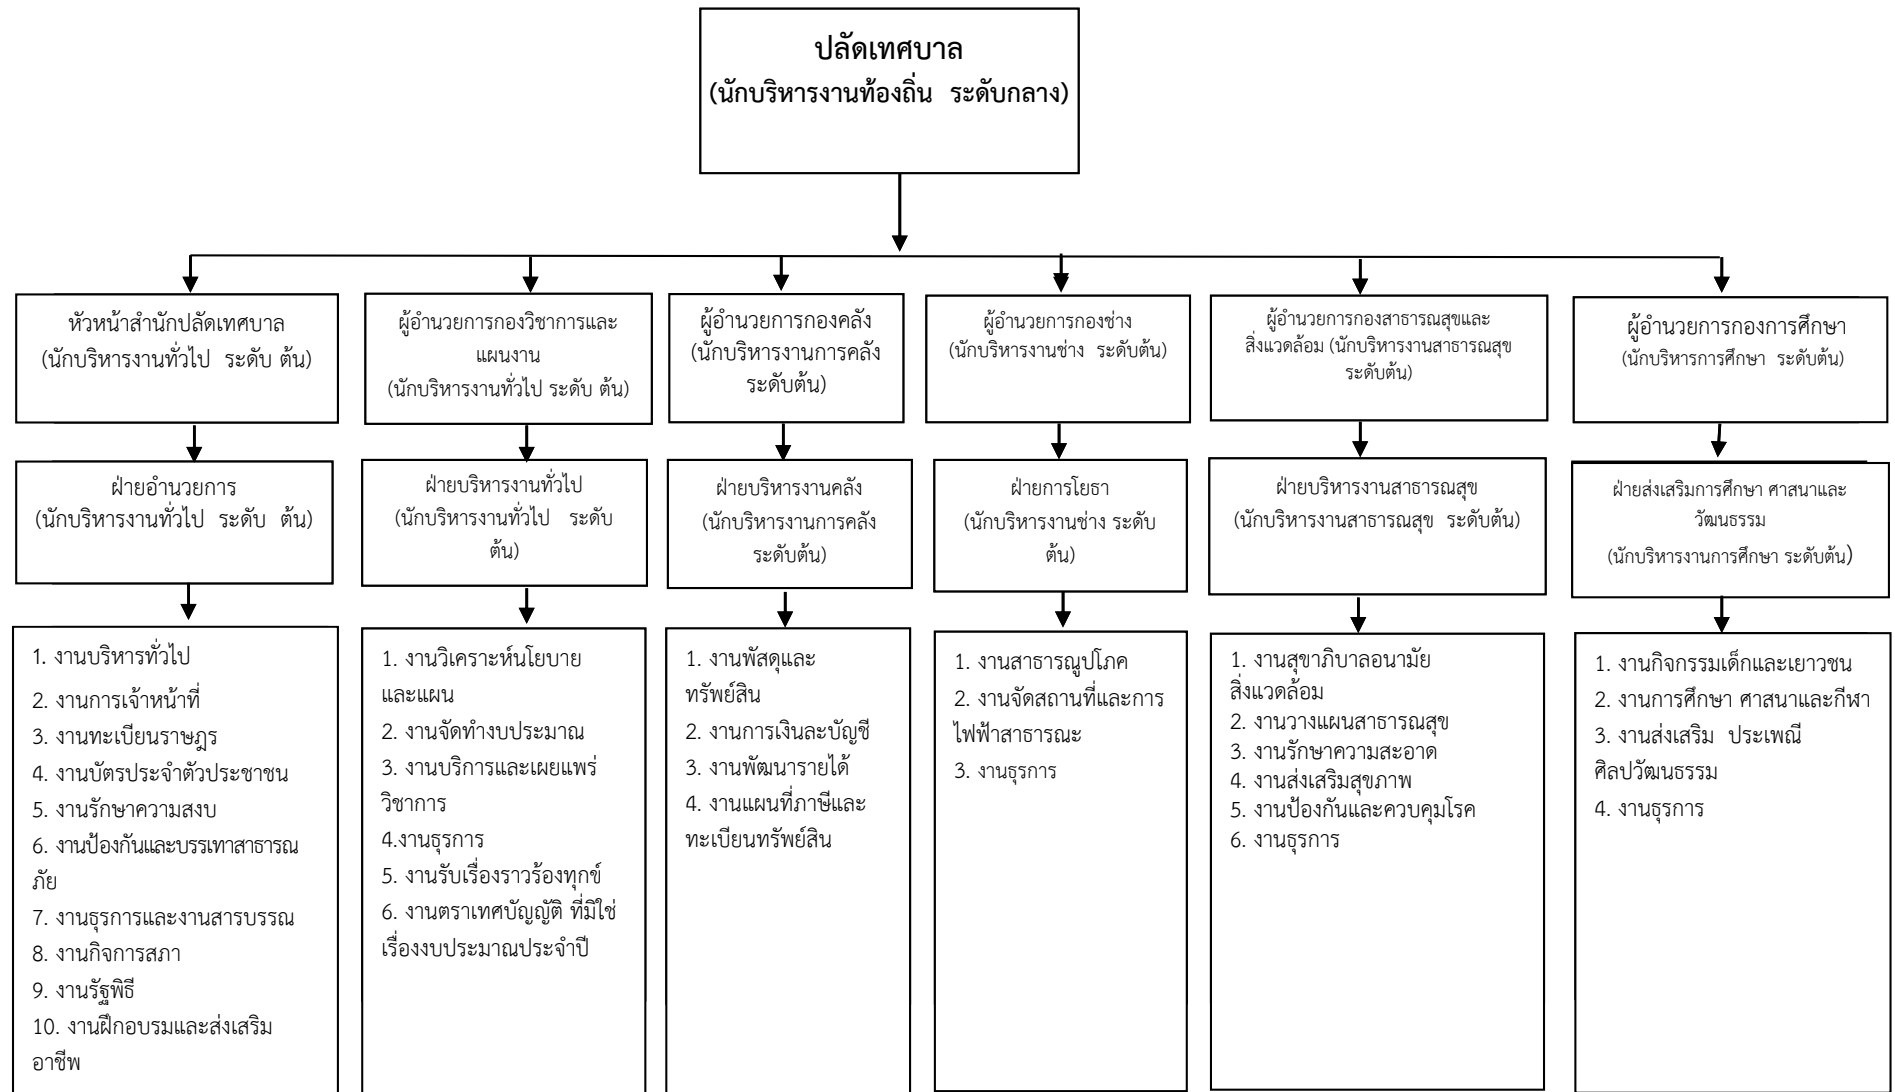 ปลัดเทศบาล
(นักบริหารงานท้องถิ่น ระดับกลาง)
หัวหน้าสำนักปลัดเทศบาล
(นักบริหารงานทั่วไป ระดับ ต้น)
ผู้อำนวยการกองวิชาการและ
แผนงาน
(นักบริหารงานทั่วไป ระดับ ต้น)
ผู้อำนวยการกองคลัง
(นักบริหารงานการคลัง
ระดับต้น)
ผู้อำนวยการกองช่าง
(นักบริหารงานช่าง ระดับต้น)
ผู้อำนวยการกองสาธารณสุขและ
สิ่งแวดล้อม (นักบริหารงานสาธารณสุข
ระดับต้น)
ผู้อำนวยการกองการศึกษา
(นักบริหารการศึกษา ระดับต้น)
ฝ่ายอำนวยการ
(นักบริหารงานทั่วไป ระดับ ต้น)
ฝ่ายบริหารงานทั่วไป
(นักบริหารงานทั่วไป ระดับ
ต้น)
ฝ่ายบริหารงานคลัง
(นักบริหารงานการคลัง
ระดับต้น)
ฝ่ายการโยธา
(นักบริหารงานช่าง ระดับ
ต้น)
ฝ่ายบริหารงานสาธารณสุข
(นักบริหารงานสาธารณสุข ระดับต้น)
ฝ่ายส่งเสริมการศึกษา ศาสนาและ
วัฒนธรรม
(นักบริหารงานการศึกษา ระดับต้น)
1. งานบริหารทั่วไป
2. งานการเจ้าหน้าที่
3. งานทะเบียนราษฎร
4. งานบัตรประจำตัวประชาชน
5. งานรักษาความสงบ
6. งานป้องกันและบรรเทาสาธารณ
ภัย
7. งานธุรการและงานสารบรรณ
8. งานกิจการสภา
9. งานรัฐพิธี
10. งานฝึกอบรมและส่งเสริม
อาชีพ
1. งานวิเคราะห์นโยบาย
และแผน
2. งานจัดทำงบประมาณ
3. งานบริการและเผยแพร่
วิชาการ
4.งานธุรการ
5. งานรับเรื่องราวร้องทุกข์
6. งานตราเทศบัญญัติ ที่มิใช่
เรื่องงบประมาณประจำปี
1. งานพัสดุและ
ทรัพย์สิน
2. งานการเงินละบัญชี
3. งานพัฒนารายได้
4. งานแผนที่ภาษีและ
ทะเบียนทรัพย์สิน
1. งานสาธารณูปโภค
2. งานจัดสถานที่และการ
ไฟฟ้าสาธารณะ
3. งานธุรการ
1. งานสุขาภิบาลอนามัย
สิ่งแวดล้อม
2. งานวางแผนสาธารณสุข
3. งานรักษาความสะอาด
4. งานส่งเสริมสุขภาพ
5. งานป้องกันและควบคุมโรค
6. งานธุรการ
1. งานกิจกรรมเด็กและเยาวชน
2. งานการศึกษา ศาสนาและกีฬา
3. งานส่งเสริม ประเพณี
ศิลปวัฒนธรรม
4. งานธุรการ